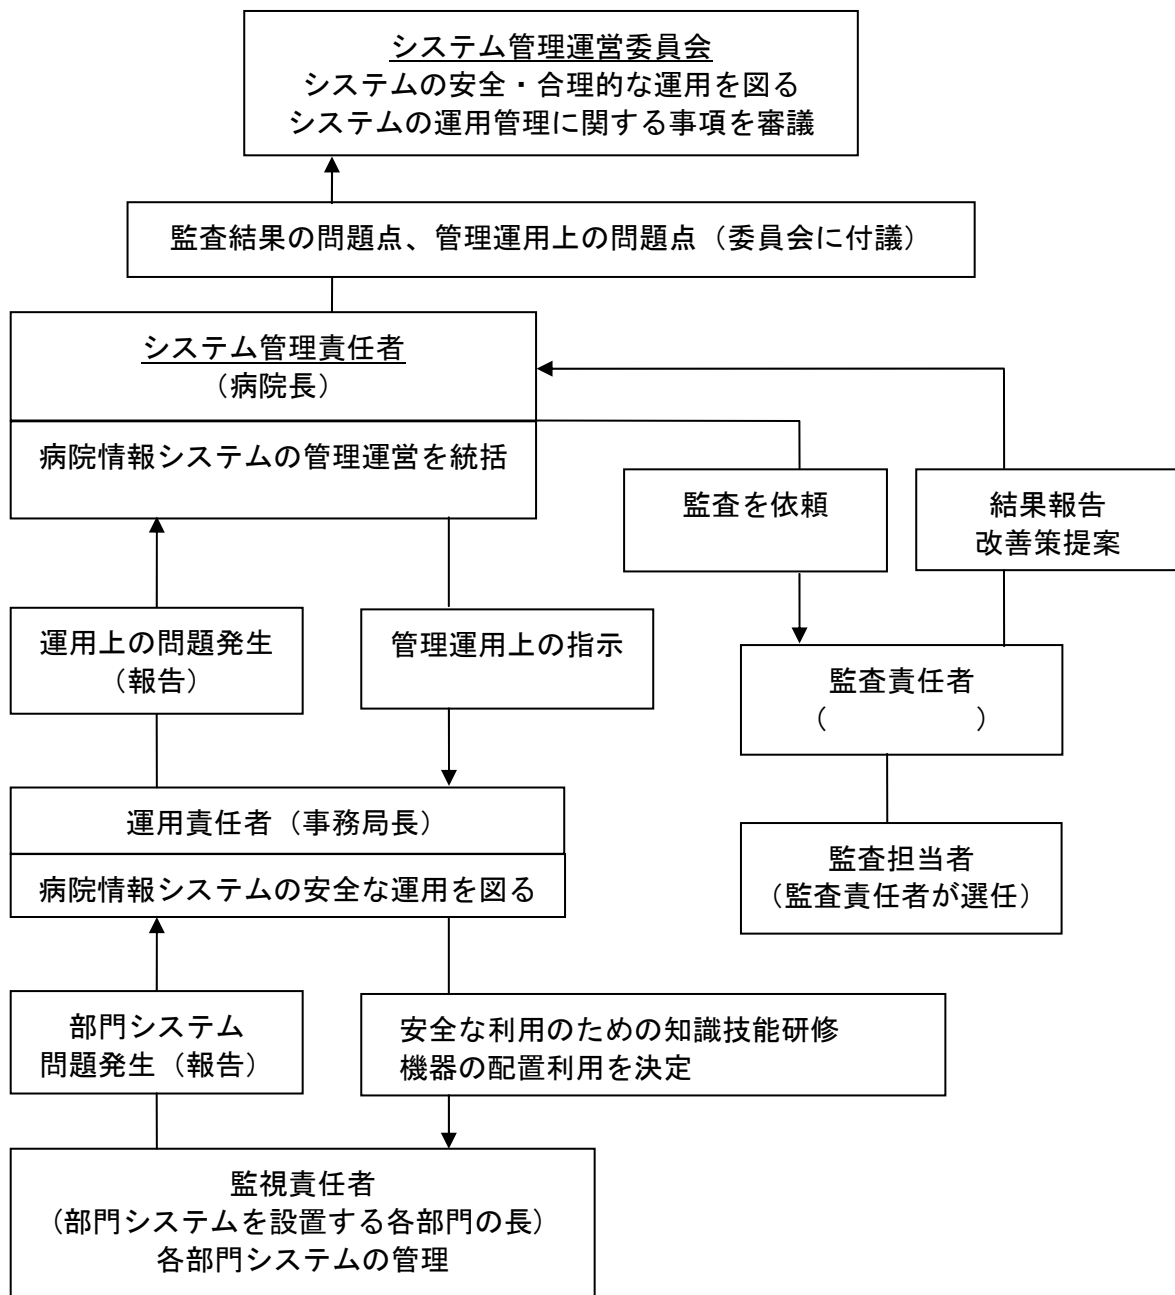 システム管理運営委員会
システムの安全・合理的な運用を図る
システムの運用管理に関する事項を審議
監査結果の問題点、管理運用上の問題点（委員会に付議）
システム管理責任者
（病院長）
病院情報システムの管理運営を統括
監査を依頼
結果報告
改善策提案
運用上の問題発生
（報告）
管理運用上の指示
監査責任者
（　　　　　）
運用責任者（事務局長）
病院情報システムの安全な運用を図る
監査担当者
（監査責任者が選任）
部門システム
問題発生（報告）
安全な利用のための知識技能研修
機器の配置利用を決定
監視責任者
（部門システムを設置する各部門の長）
各部門システムの管理